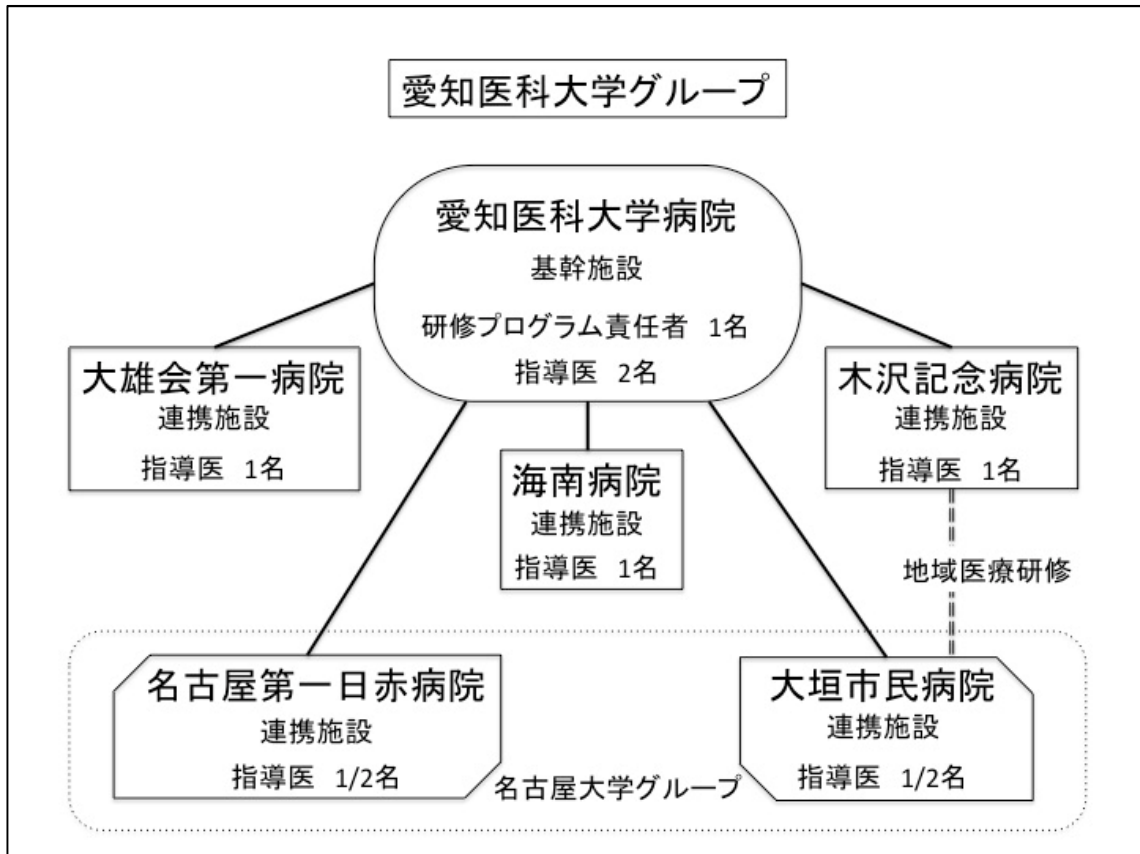 愛知医科大学グループ
愛知医科大学病院
基幹施設
研修プログラム責任者 1名
指導医 2名
大雄会第一病院
連携施設
指導医 1名
海南病院
連携施設
指導医 1名
木沢記念病院
連携施設
指導医 1名
地域医療研修
名古屋第一日赤病院
連携施設
指導医 1/2名
大垣市民病院
連携施設
指導医 1/2名
名古屋大学グループ